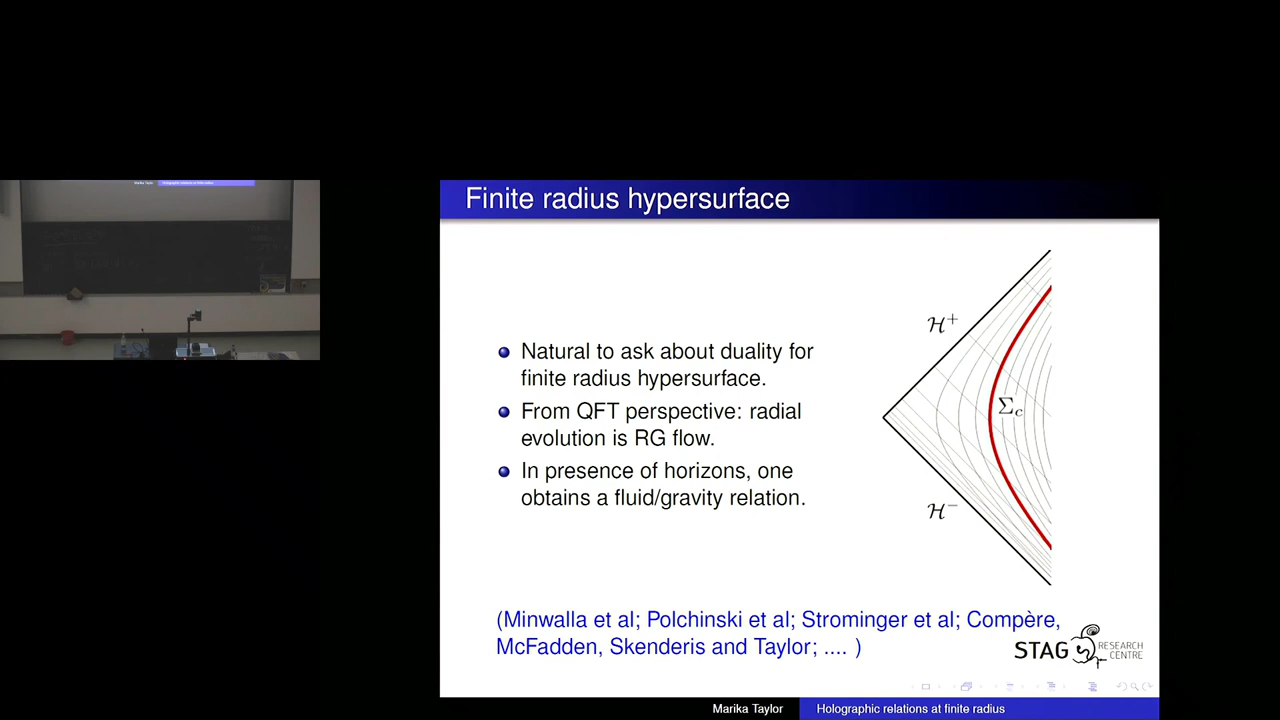 Finite radius hypersurface
Natural to ask about duality for
finite radius hypersurface.
From QFT perspective: radial
evolution is RG flow.
In presence of horizons, one
obtains a fluid/gravity relation.
ℋ⁺
Σ_c
ℋ⁻
(Minwalla et al; Polchinski et al; Strominger et al; Compère,
McFadden, Skenderis and Taylor; .... )
STAG RESEARCH
CENTRE
Marika Taylor Holographic relations at finite radius